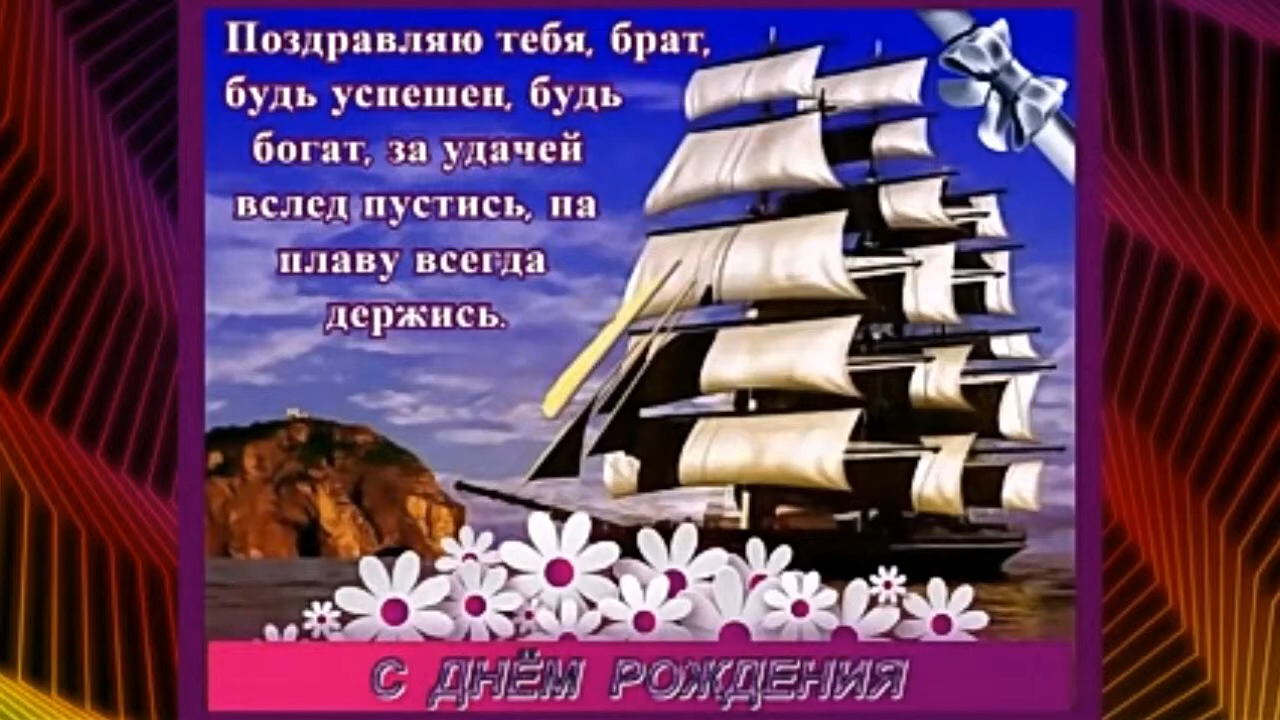 Поздравляю тебя, брат,
будь успешен, будь
богат, за удачей
вслед пустись, на
плаву всегда
держись.
С ДНЁМ РОЖДЕНИЯ